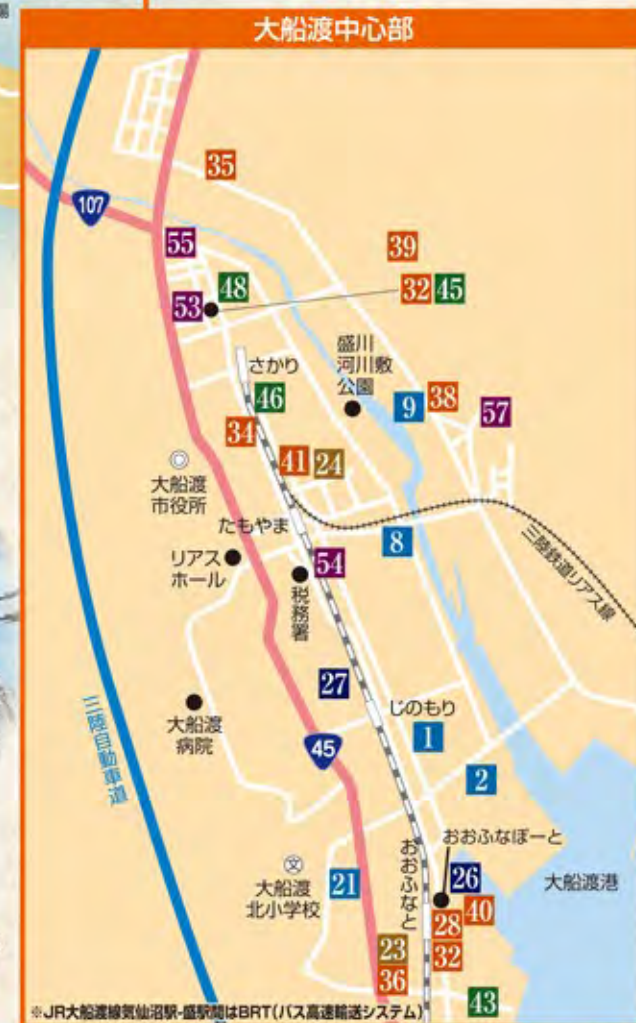 場
大船渡中心部
35
107
39
55
48
32 45
53
盛川
河川敷
公園
さかり
46
9
38
57
34
41 24
大船渡
市役所
たもやま
リアス
ホール
8
54
税務署
三陸鉄道リアス線
27
じのもり
1
大船渡
病院
三陸自動車道
45
2
おおふなぽーと
おおふなと
26
大船渡港
大船渡
北小学校
文
21
28 40
23
32
36
43
※JR大船渡線気仙沼駅-盛駅間はBRT(バス高速輸送システム)